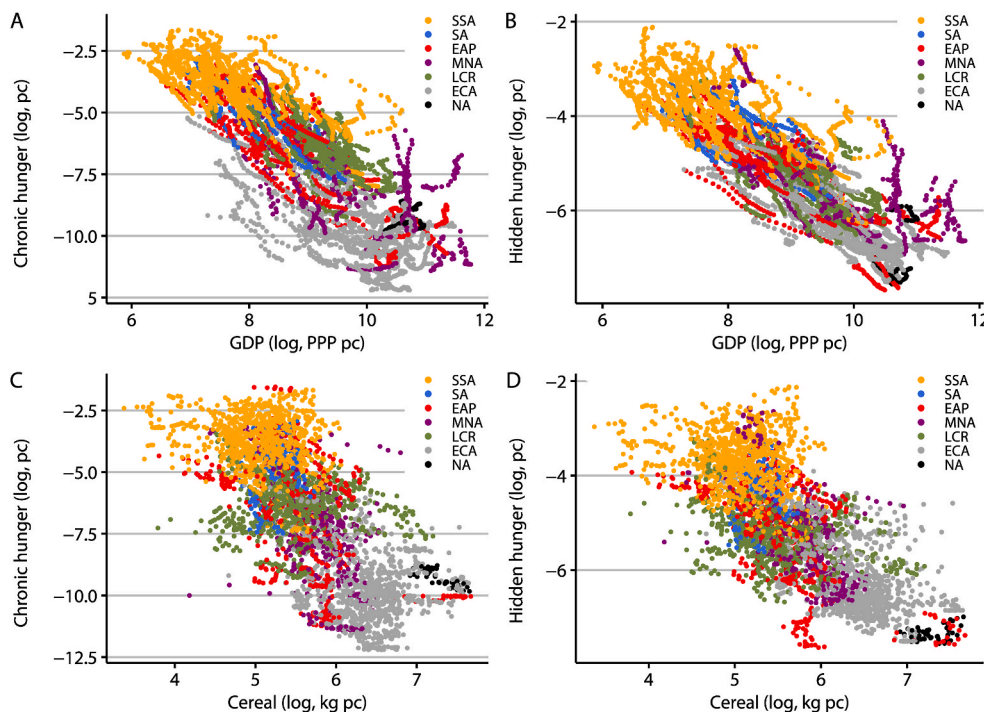 A
SSA
SA
EAP
MNA
LCR
ECA
NA
Chronic hunger (log, pc)
−2.5
−5.0
−7.5
−10.0
5
6
8
10
12
GDP (log, PPP pc)
B
SSA
SA
EAP
MNA
LCR
ECA
NA
Hidden hunger (log, pc)
−2
−4
−6
6
8
10
12
GDP (log, PPP pc)
C
SSA
SA
EAP
MNA
LCR
ECA
NA
Chronic hunger (log, pc)
−2.5
−5.0
−7.5
−10.0
−12.5
4
5
6
7
Cereal (log, kg pc)
D
SSA
SA
EAP
MNA
LCR
ECA
NA
Hidden hunger (log, pc)
−2
−4
−6
4
5
6
7
Cereal (log, kg pc)